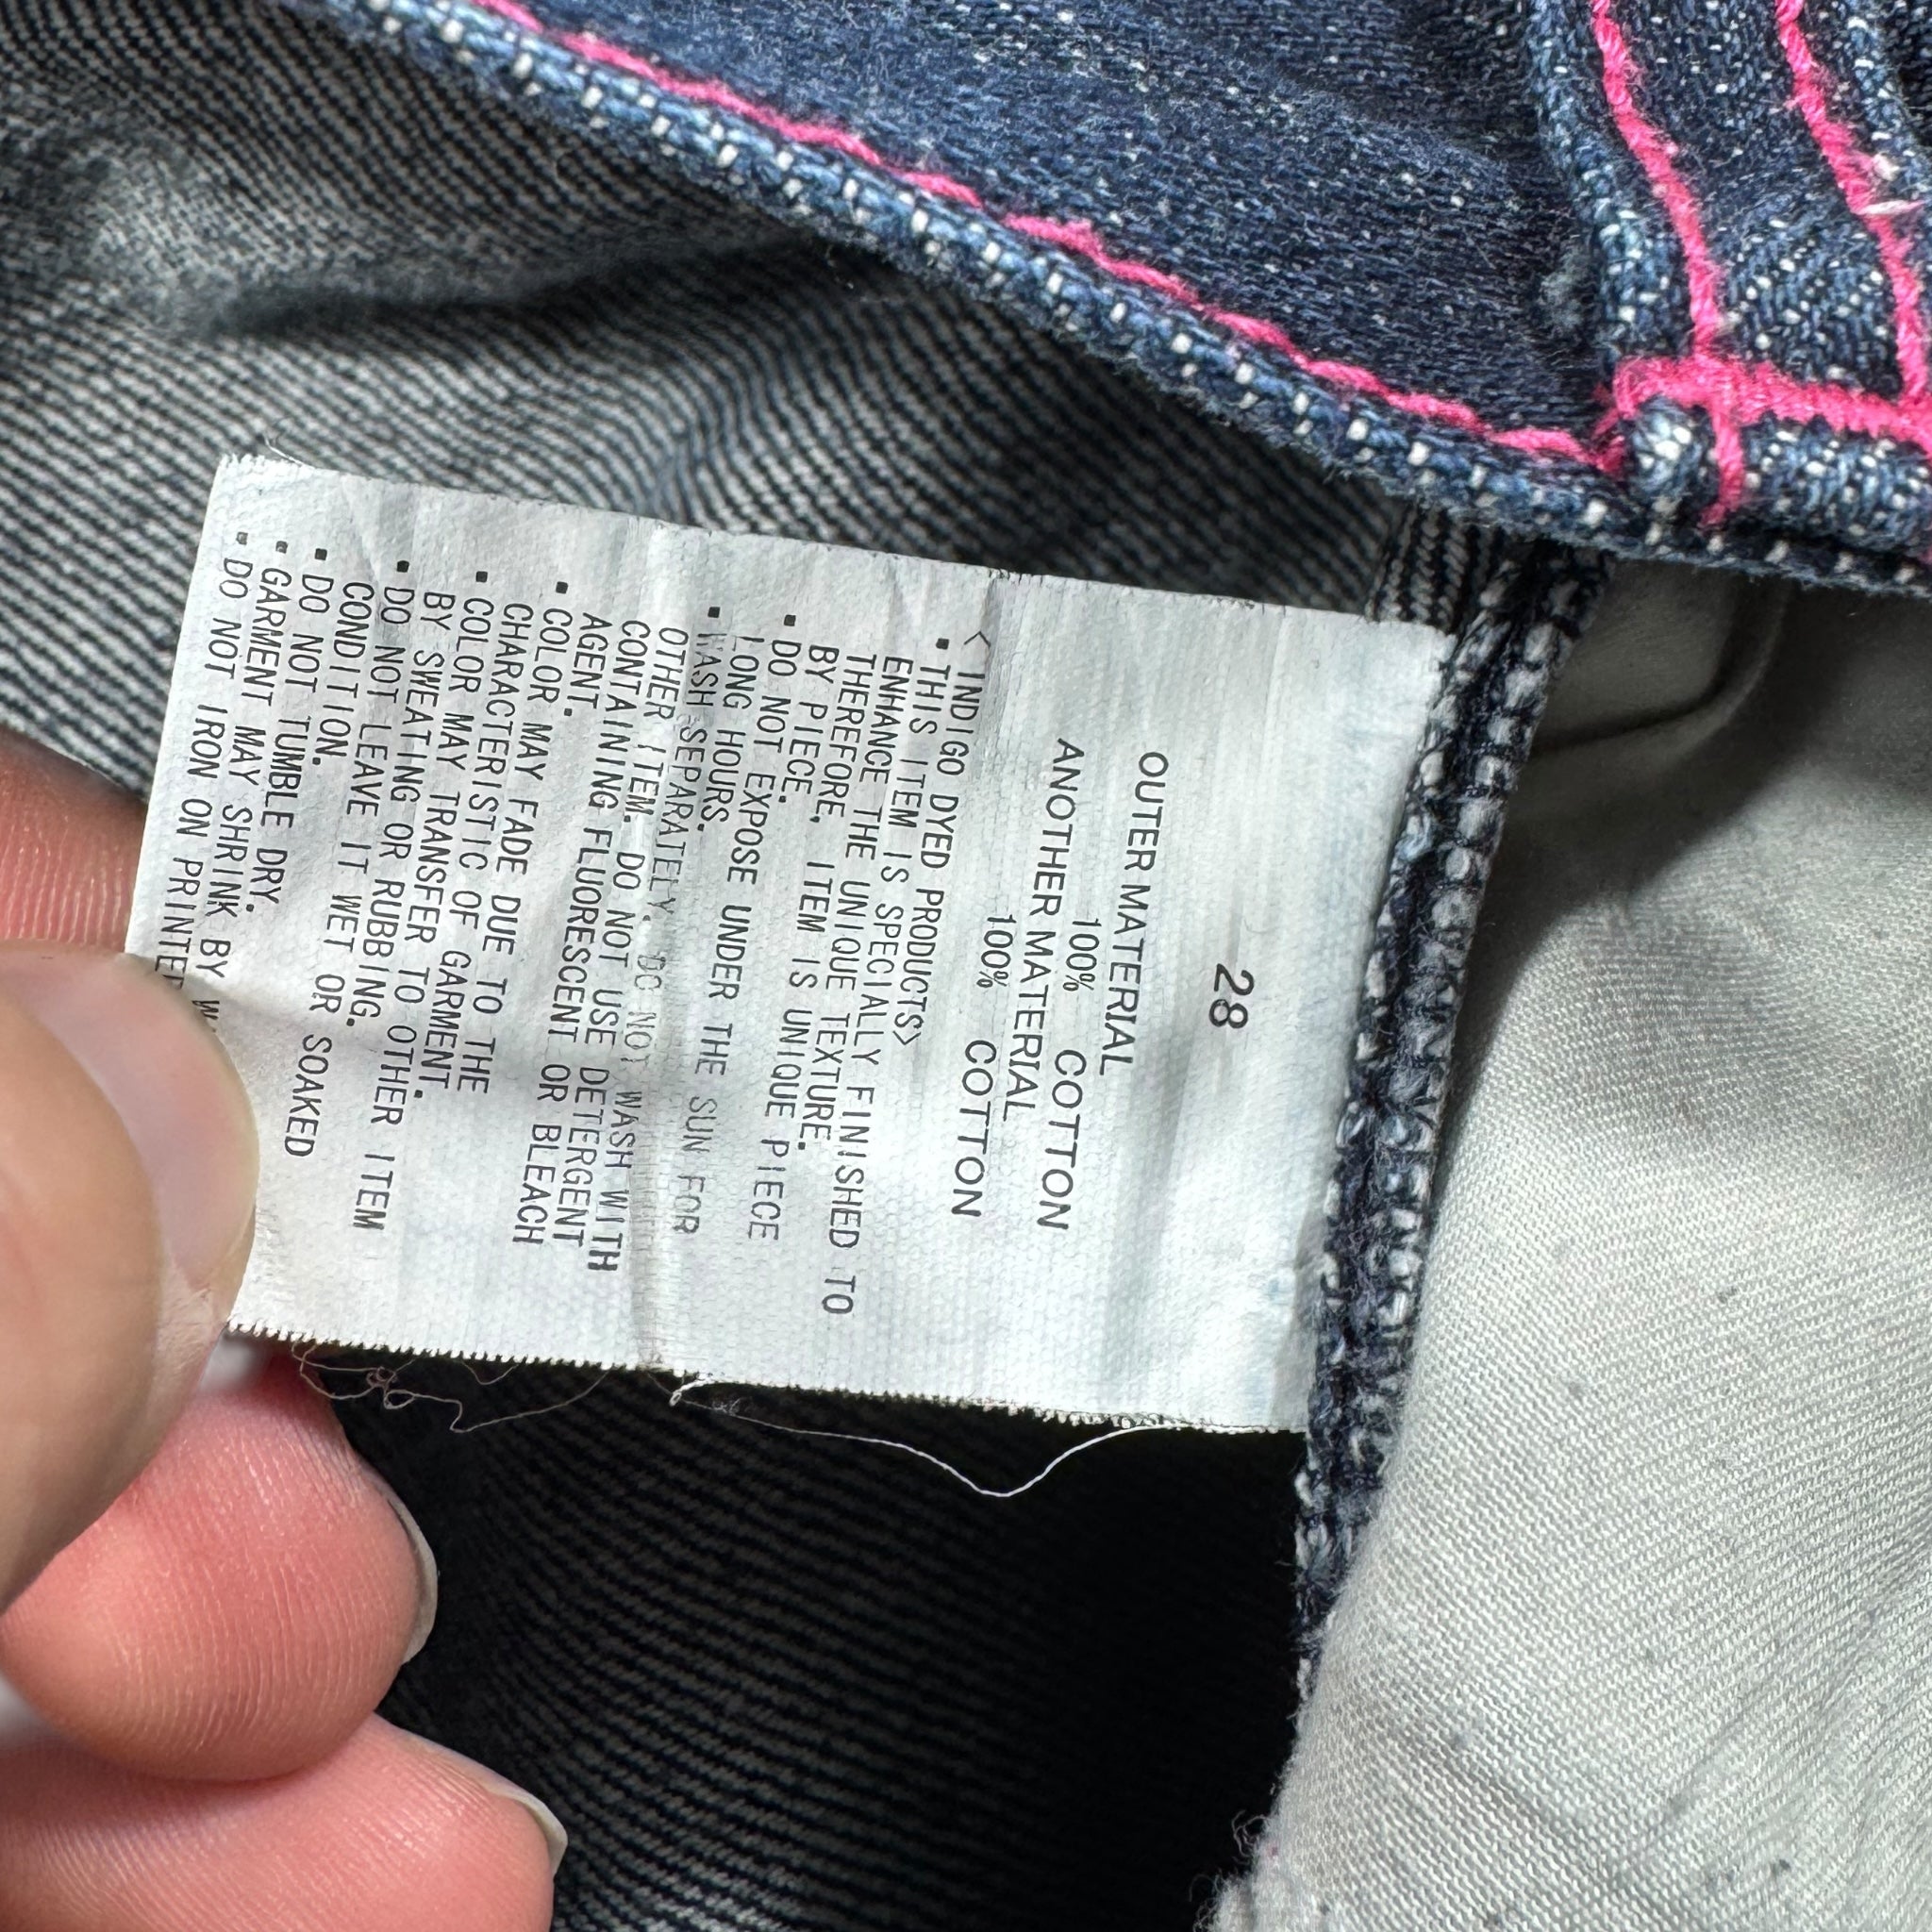 28
OUTER MATERIAL
100% COTTON
ANOTHER MATERIAL
100% COTTON
<INDIGO DYED PRODUCTS>
▪THIS ITEM IS SPECIALLY FINISHED TO
ENHANCE THE UNIQUE TEXTURE.
THEREFORE, ITEM IS UNIQUE PIECE
BY PIECE.
▪DO NOT EXPOSE UNDER THE SUN FOR
LONG HOURS.
▪WASH SEPARATELY. DO NOT WASH WITH
OTHER ITEM. DO NOT USE DETERGENT
CONTAINING FLUORESCENT OR BLEACH
AGENT.
▪COLOR MAY FADE DUE TO THE
CHARACTERISTIC OF GARMENT.
▪COLOR MAY TRANSFER TO OTHER ITEM
BY SWEATING OR RUBBING.
▪DO NOT LEAVE IT WET OR SOAKED
CONDITION.
▪DO NOT TUMBLE DRY.
▪GARMENT MAY SHRINK BY
▪DO NOT IRON ON